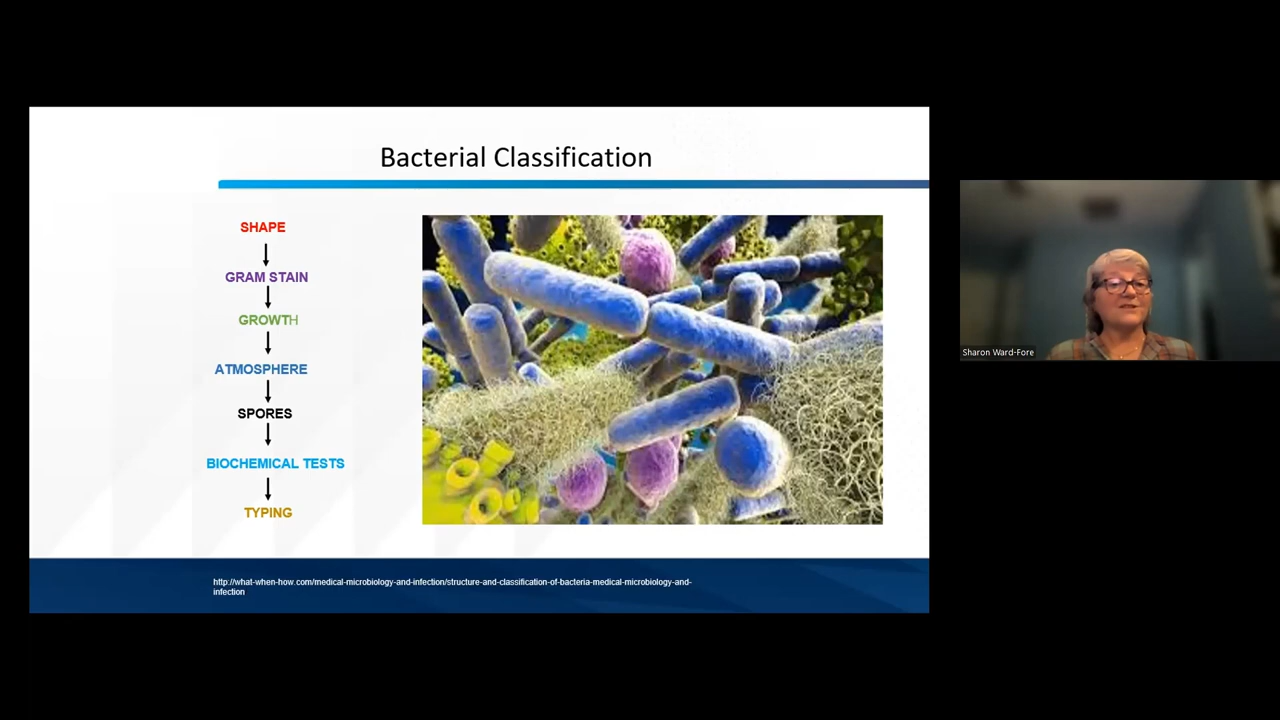 Bacterial Classification
SHAPE
GRAM STAIN
GROWTH
ATMOSPHERE
SPORES
BIOCHEMICAL TESTS
TYPING
http://what-when-how.com/medical-microbiology-and-infection/structure-and-classification-of-bacteria-medical-microbiology-and-
infection
Sharon Ward-Fore